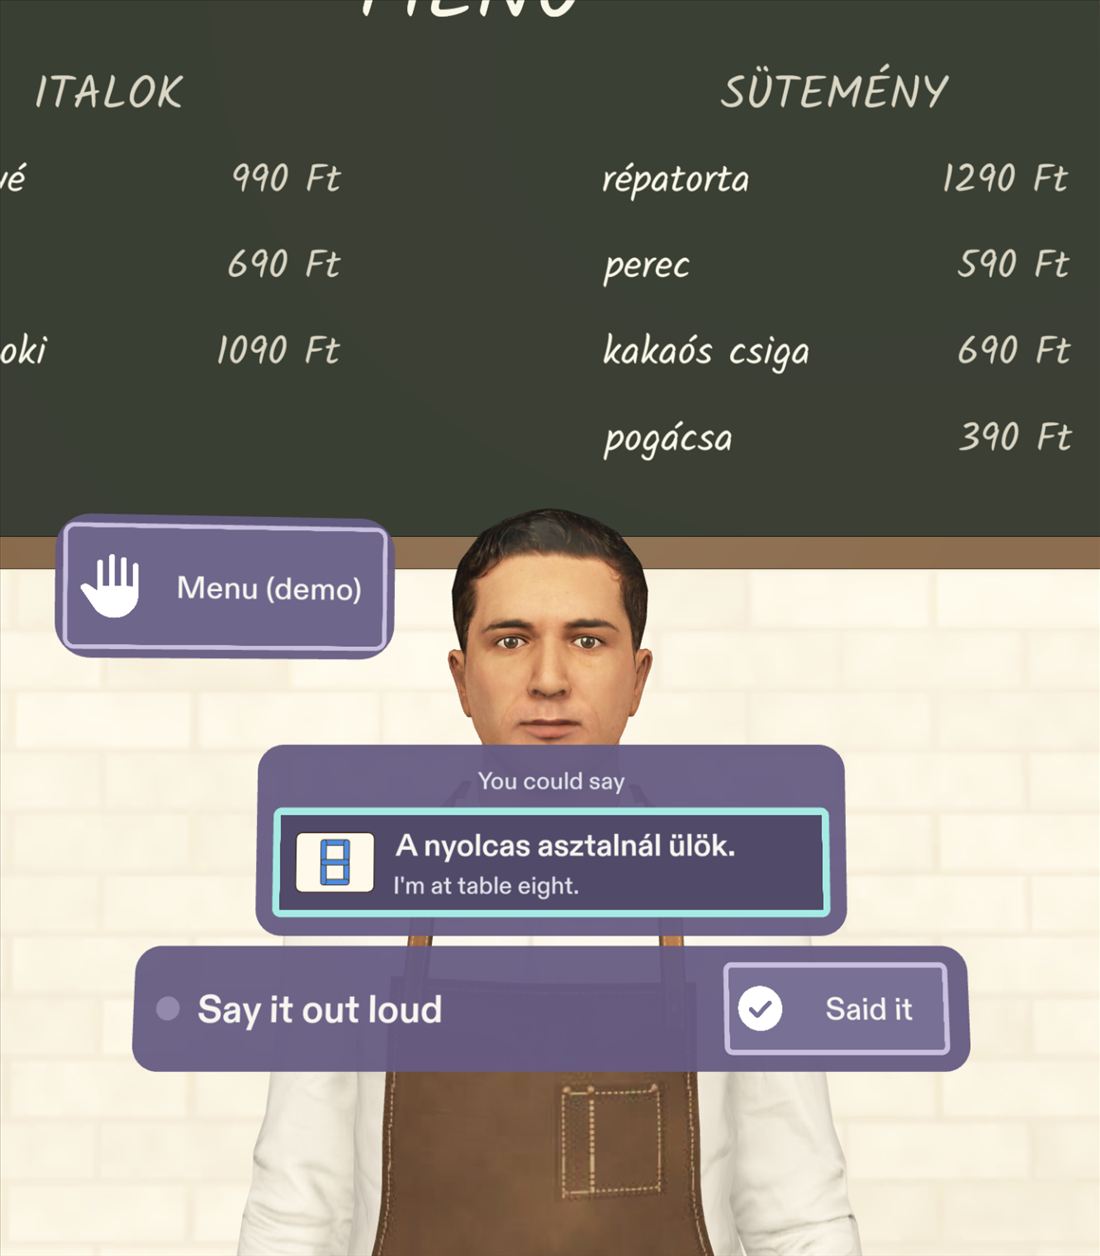 MENÜ
ITALOK
990 Ft
690 Ft
1090 Ft
SÜTEMÉNY
répatorta 1290 Ft
perec 590 Ft
kakaós csiga 690 Ft
pogácsa 390 Ft
Menu (demo)
You could say
8
A nyolcas asztalnál ülök.
I'm at table eight.
Say it out loud
Said it